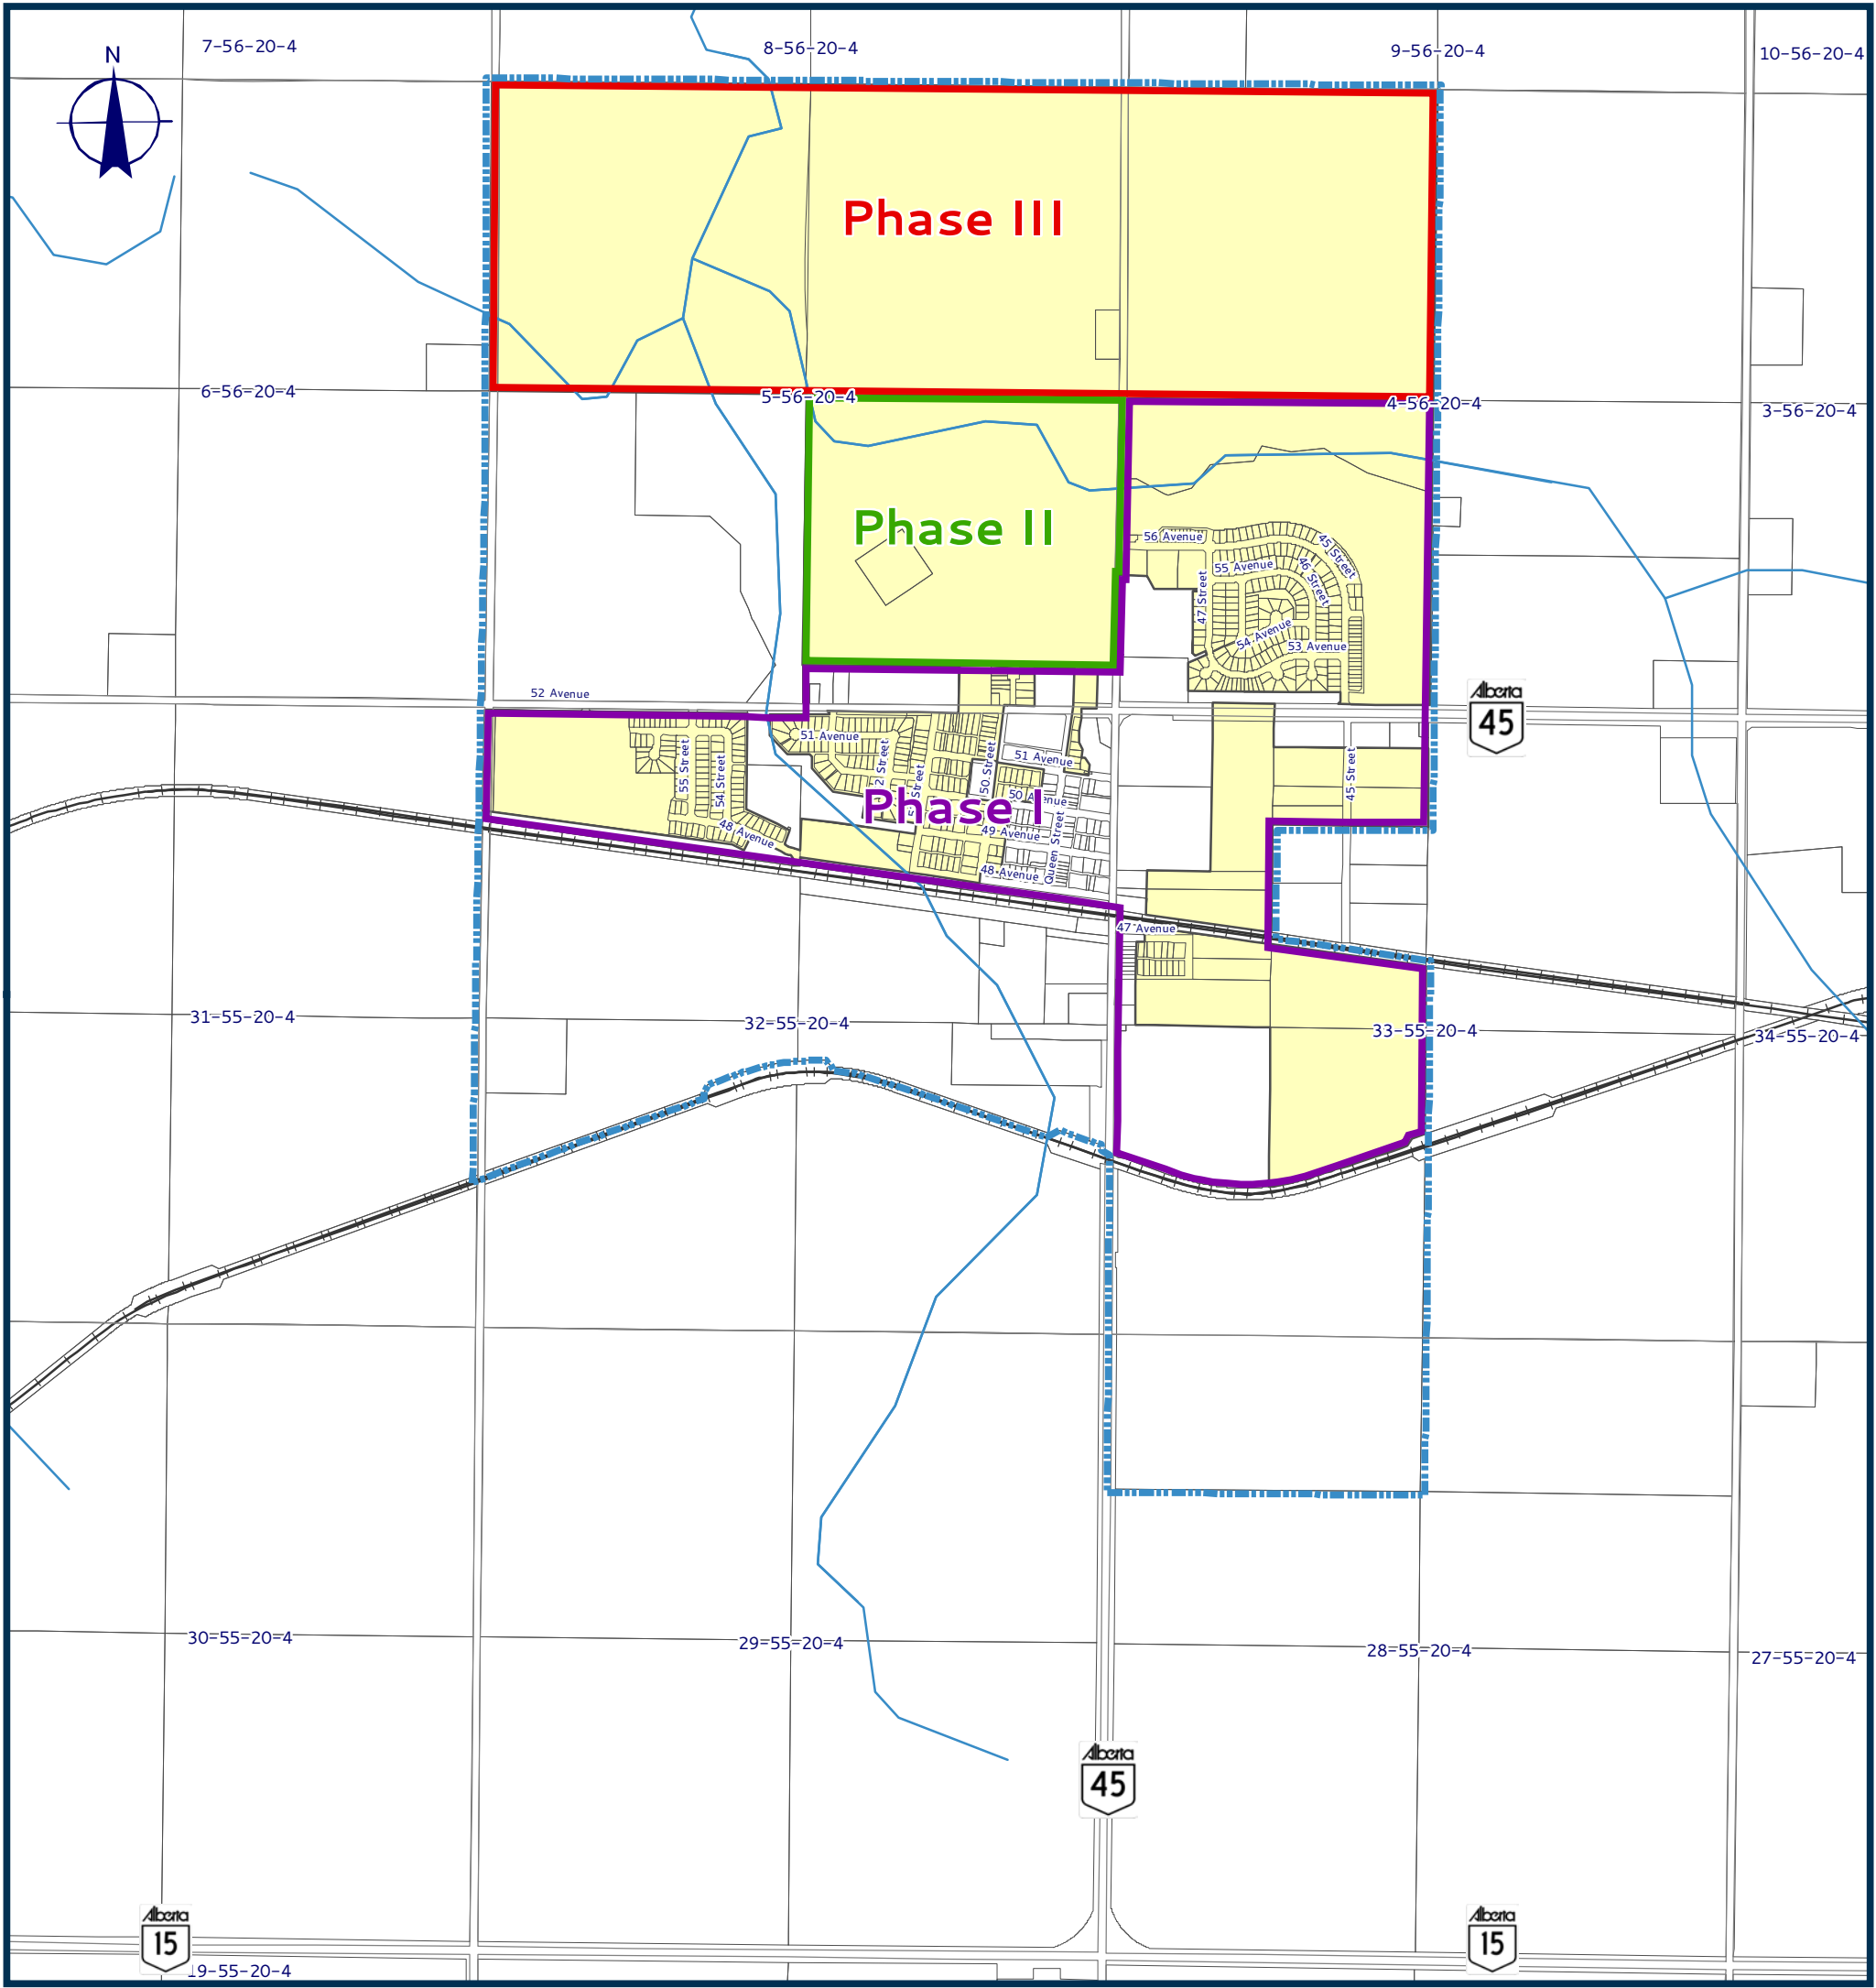 7-56-20-4
8-56-20-4
9-56-20-4
10-56-20-4
N
Phase III
6-56-20-4
5-56-20-4
4-56-20-4
3-56-20-4
Phase II
56 Avenue
45 Street
55 Avenue
46 Street
47 Street
54 Avenue
53 Avenue
52 Avenue
Alberta
45
51 Avenue
51 Avenue
55 Street
54 Street
50 Street
45 Street
50 Avenue
Phase I
48 Avenue
49 Avenue
Queen Street
48 Avenue
47 Avenue
31-55-20-4
32-55-20-4
33-55-20-4
34-55-20-4
30-55-20-4
29-55-20-4
28-55-20-4
27-55-20-4
Alberta
45
Alberta
15
Alberta
15
19-55-20-4